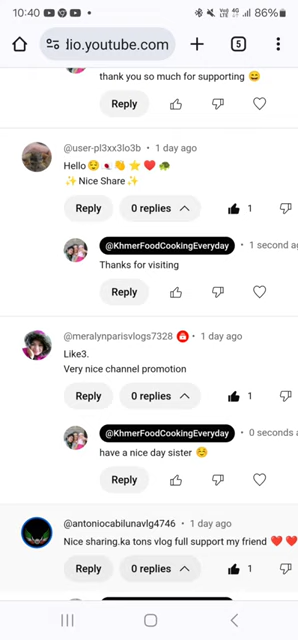 10:40
86%
dio.youtube.com
5
thank you so much for supporting 😄
Reply
@user-pl3xx3lo3b • 1 day ago
Hello😌🇯🇵👏⭐❤️🐢
✨Nice Share✨
Reply 0 replies 1
@KhmerFoodCookingEveryday • 1 second ag
Thanks for visiting
Reply
@meralynparisvlogs7328 • 1 day ago
Like3.
Very nice channel promotion
Reply 0 replies 1
@KhmerFoodCookingEveryday • 0 seconds a
have a nice day sister ☺️
Reply
@antoniocabilunavlg4746 • 1 day ago
Nice sharing.ka tons vlog full support my friend ❤️ ❤️
Reply 0 replies 1